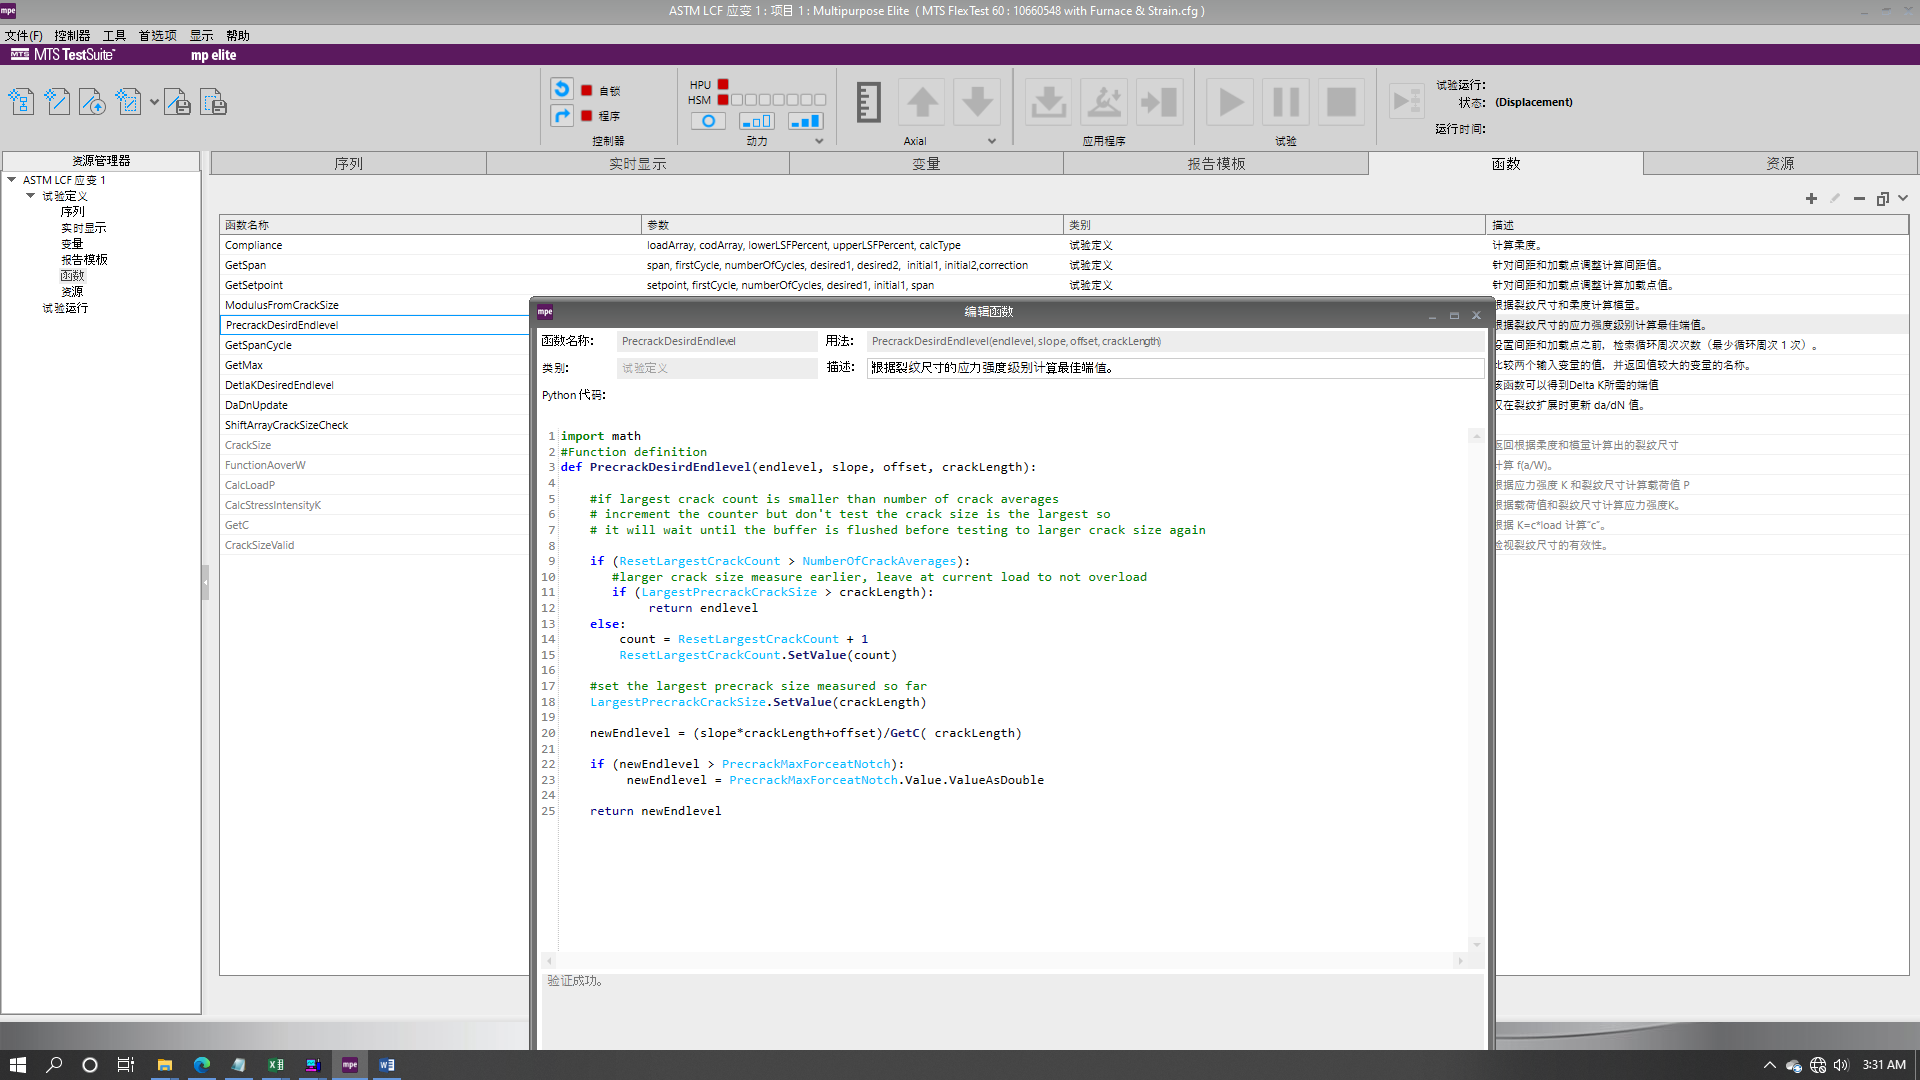 mpe
ASTM LCF 应变 1 : 项目 1 : Multipurpose Elite  ( MTS FlexTest 60 : 10660548 with Furnace & Strain.cfg )
文件(F) 控制器 工具 首选项 显示 帮助
MTS MTS TestSuite™ mp elite
HPU
HSM
自锁
程序
控制器
动力
Axial
应用程序
试验
试验运行:
状态: (Displacement)
运行时间:
资源管理器
序列 实时显示 变量 报告模板 函数 资源
ASTM LCF 应变 1
试验定义
序列
实时显示
变量
报告模板
函数
资源
试验运行
函数名称 参数 类别 描述
Compliance loadArray, codArray, lowerLSFPercent, upperLSFPercent, calcType 试验定义 计算柔度。
GetSpan span, firstCycle, numberOfCycles, desired1, desired2,  initial1, initial2,correction 试验定义 针对间距和加载点调整计算间距值。
GetSetpoint setpoint, firstCycle, numberOfCycles, desired1, initial1, span 试验定义 针对间距和加载点调整计算加载点值。
ModulusFromCrackSize 根据裂纹尺寸和柔度计算模量。
PrecrackDesirdEndlevel 根据裂纹尺寸的应力强度级别计算最佳端值。
GetSpanCycle 设置间距和加载点之前，检索循环周次次数（最少循环周次 1 次）。
GetMax 比较两个输入变量的值，并返回值较大的变量的名称。
DetlaKDesiredEndlevel 该函数可以得到Delta K所需的端值
DaDnUpdate 仅在裂纹扩展时更新 da/dN 值。
ShiftArrayCrackSizeCheck
CrackSize 返回根据柔度和模量计算出的裂纹尺寸
FunctionAoverW 计算 f(a/W)。
CalcLoadP 根据应力强度 K 和裂纹尺寸计算载荷值 P
CalcStressIntensityK 根据载荷值和裂纹尺寸计算应力强度K。
GetC 根据 K=c*load 计算“c”。
CrackSizeValid 检视裂纹尺寸的有效性。
mpe 编辑函数
函数名称: PrecrackDesirdEndlevel 用法: PrecrackDesirdEndlevel(endlevel, slope, offset, crackLength)
类别: 试验定义 描述: 根据裂纹尺寸的应力强度级别计算最佳端值。
Python 代码:
1 import math
2 #Function definition
3 def PrecrackDesirdEndlevel(endlevel, slope, offset, crackLength):
4
5 #if largest crack count is smaller than number of crack averages
6 # increment the counter but don't test the crack size is the largest so
7 # it will wait until the buffer is flushed before testing to larger crack size again
8
9 if (ResetLargestCrackCount > NumberOfCrackAverages):
10 #larger crack size measure earlier, leave at current load to not overload
11 if (LargestPrecrackCrackSize > crackLength):
12 return endlevel
13 else:
14 count = ResetLargestCrackCount + 1
15 ResetLargestCrackCount.SetValue(count)
16
17 #set the largest precrack size measured so far
18 LargestPrecrackCrackSize.SetValue(crackLength)
19
20 newEndlevel = (slope*crackLength+offset)/GetC( crackLength)
21
22 if (newEndlevel > PrecrackMaxForceatNotch):
23 newEndlevel = PrecrackMaxForceatNotch.Value.ValueAsDouble
24
25 return newEndlevel
验证成功。
mpe
3:31 AM